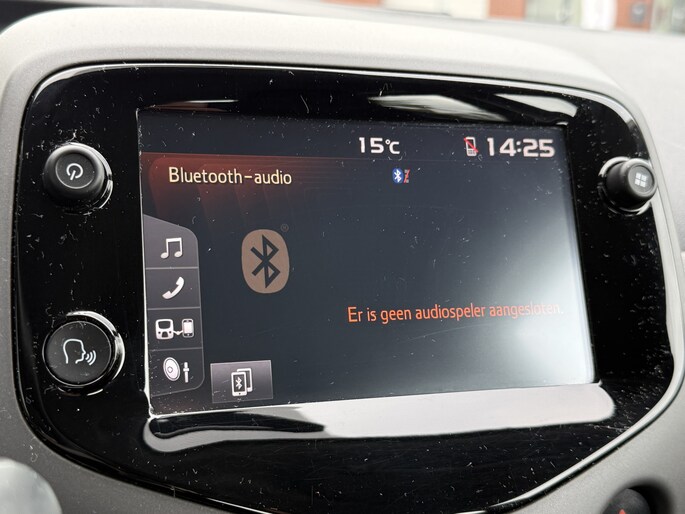 15°C
14:25
Bluetooth-audio
Er is geen audiospeler aangesloten.